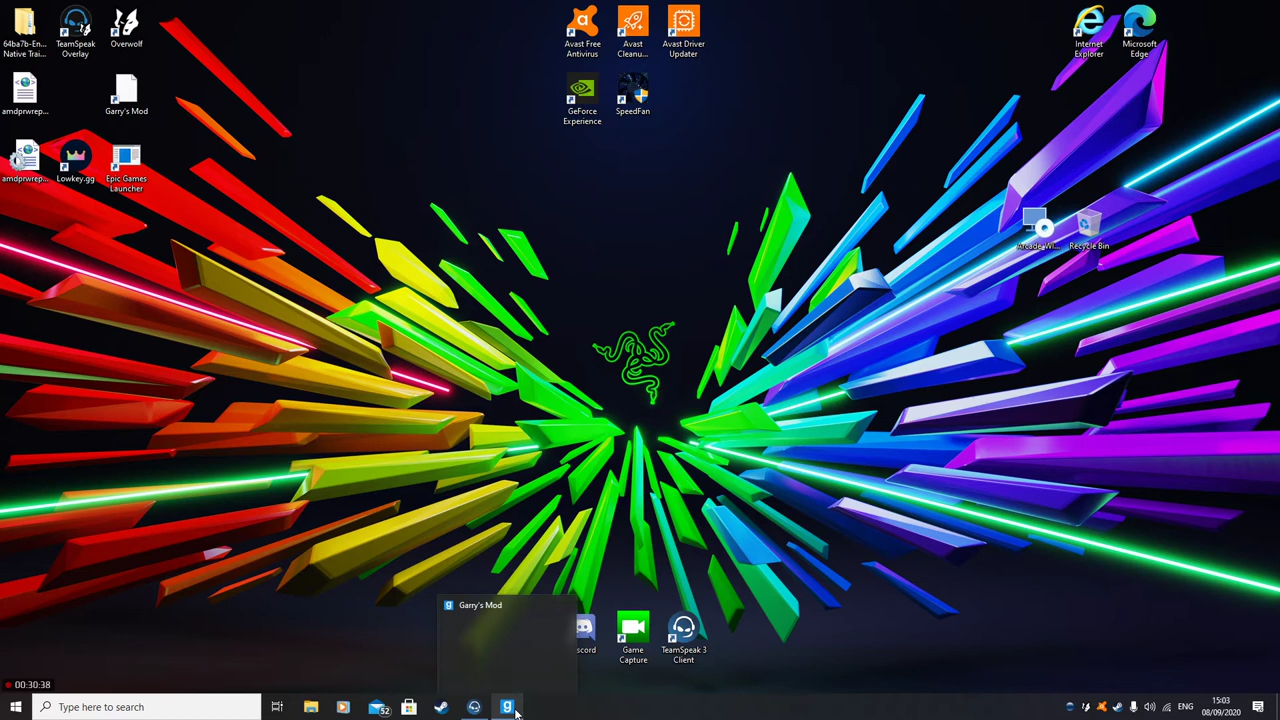 64ba7b-En...
Native Trai...
TeamSpeak
Overlay
Overwolf
Avast Free
Antivirus
Avast
Cleanu...
Avast Driver
Updater
Internet
Explorer
Microsoft
Edge
amdprwrep...
Garry's Mod
GeForce
Experience
SpeedFan
amdprwrep...
Lowkey.gg
Epic Games
Launcher
Arcade Wi...
Recycle Bin
Garry's Mod
scord
Game
Capture
TeamSpeak 3
Client
00:30:38
Type here to search
52
g
ENG
15:03
08/09/2020